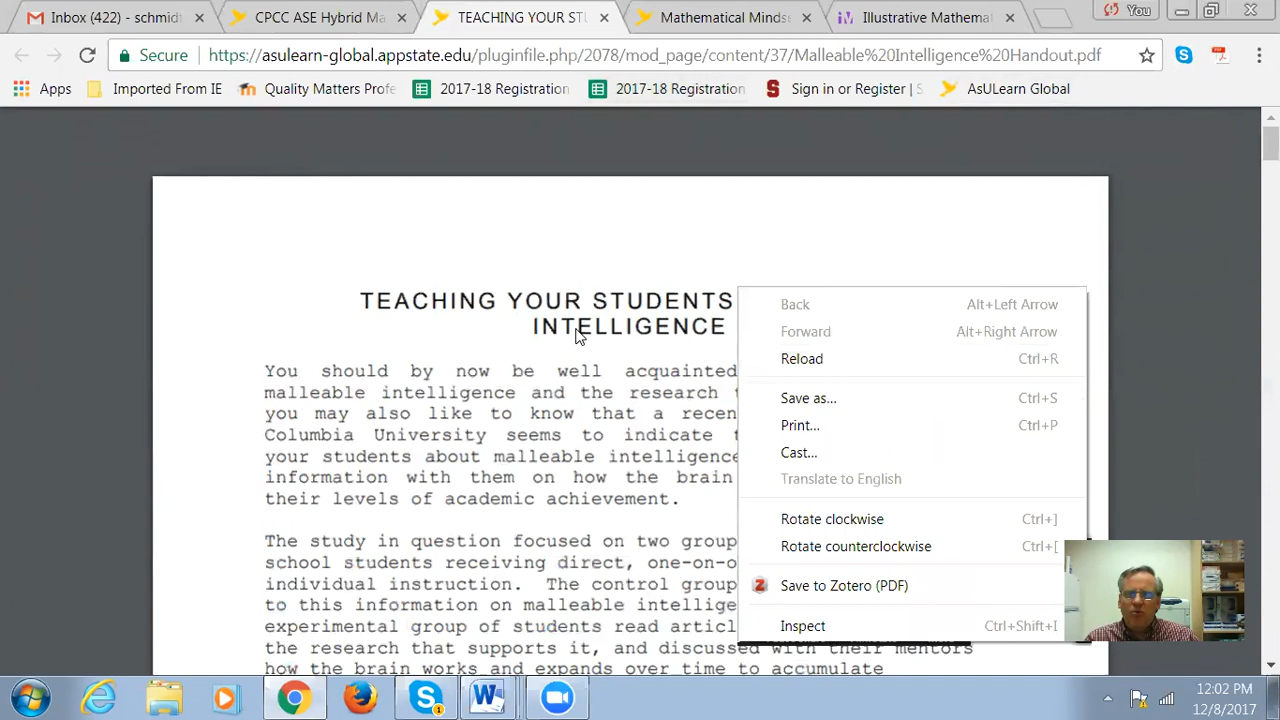 Inbox (422) - schmidt
CPCC ASE Hybrid Ma
TEACHING YOUR STU
Mathematical Minds
Illustrative Mathema
You
Secure
https://asulearn-global.appstate.edu/pluginfile.php/2078/mod_page/content/37/Malleable%20Intelligence%20Handout.pdf
Apps
Imported From IE
Quality Matters Profe
2017-18 Registration
2017-18 Registration
Sign in or Register | S
AsULearn Global
TEACHING YOUR STUDENTS
INTELLIGENCE
You should by now be well acquainted
malleable intelligence and the research
you may also like to know that a recen
Columbia University seems to indicate
your students about malleable intelligence
information with them on how the brain
their levels of academic achievement.
The study in question focused on two group
school students receiving direct, one-on-o
individual instruction. The control group
to this information on malleable intellige
experimental group of students read articl
the research that supports it, and discussed with their mentors
how the brain works and expands over time to accumulate
Back Alt+Left Arrow
Forward Alt+Right Arrow
Reload Ctrl+R
Save as... Ctrl+S
Print... Ctrl+P
Cast...
Translate to English
Rotate clockwise Ctrl+]
Rotate counterclockwise Ctrl+[
Save to Zotero (PDF)
Inspect Ctrl+Shift+I
12:02 PM
12/8/2017